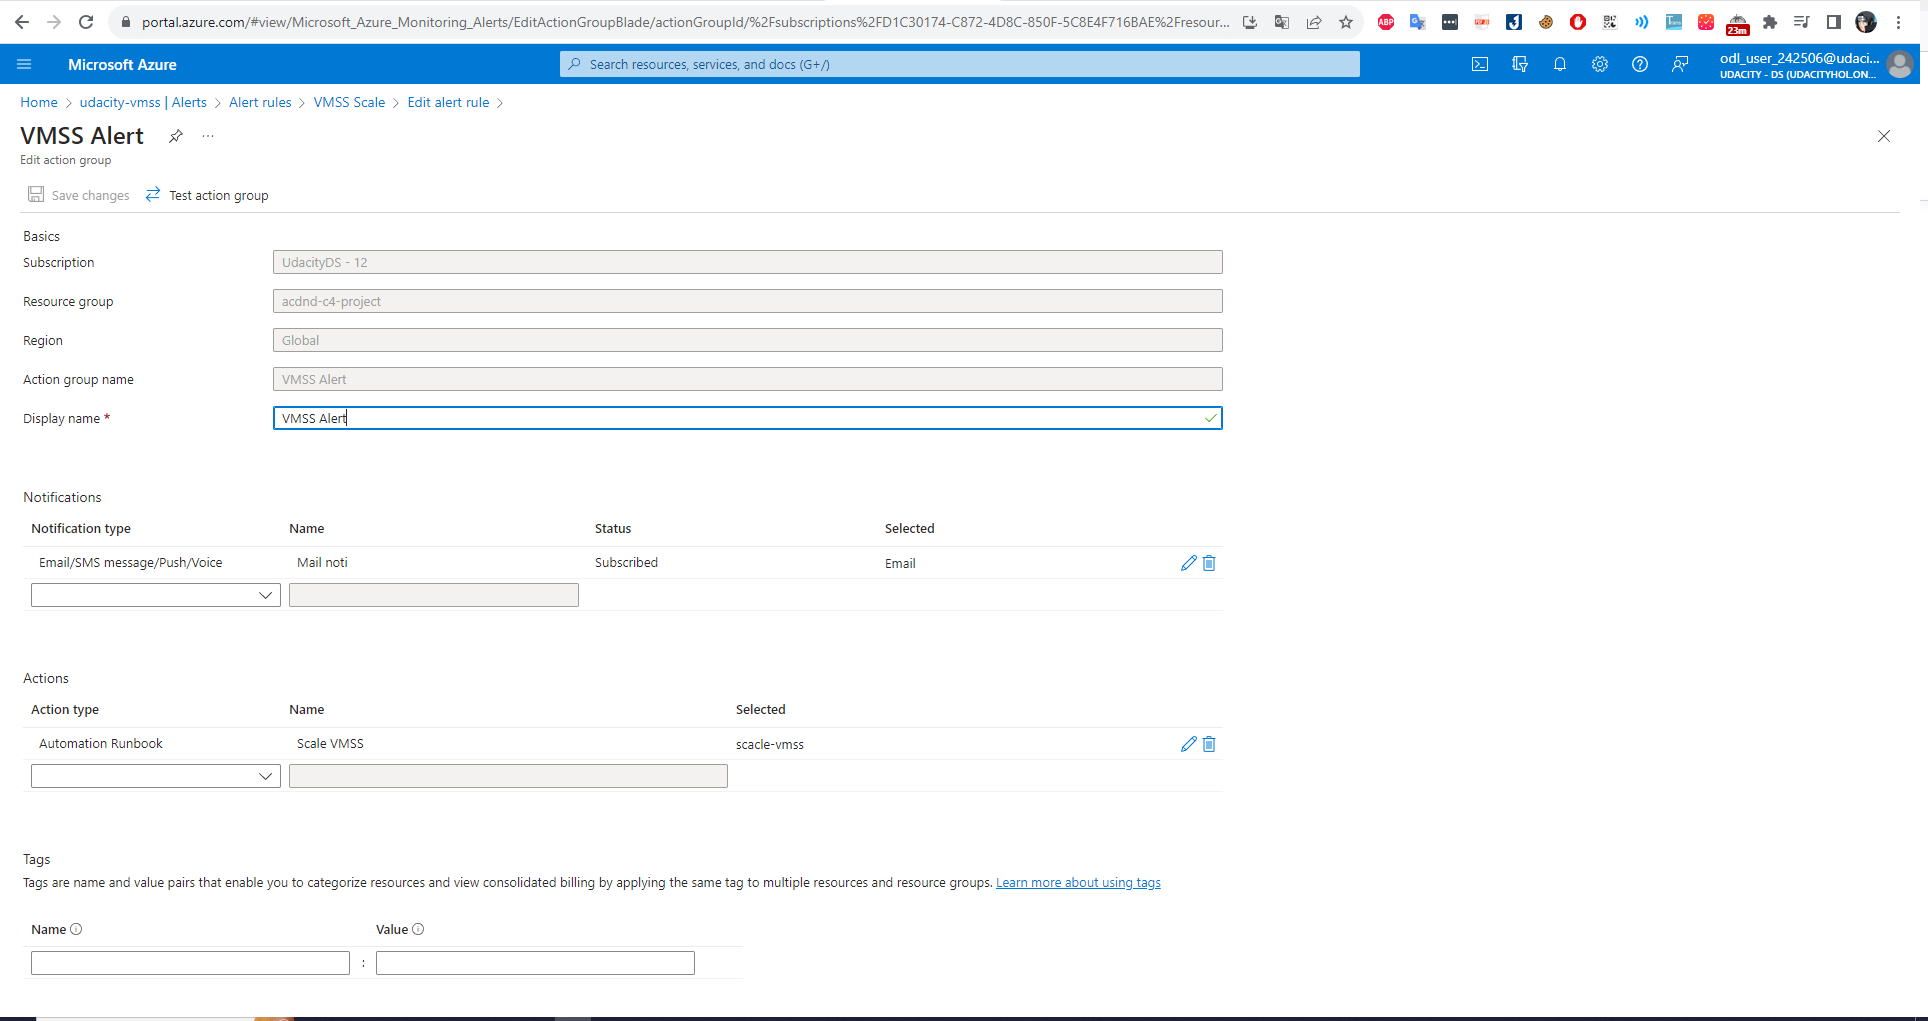 portal.azure.com/#view/Microsoft_Azure_Monitoring_Alerts/EditActionGroupBlade/actionGroupId/%2Fsubscriptions%2FD1C30174-C872-4D8C-850F-5C8E4F716BAE%2Fresour...
ABP
23m
Microsoft Azure
Search resources, services, and docs (G+/)
odl_user_242506@udaci...
UDACITY - DS (UDACITYHOL.ON...
Home > udacity-vmss | Alerts > Alert rules > VMSS Scale > Edit alert rule >
VMSS Alert
Edit action group
Save changes
Test action group
Basics
Subscription
UdacityDS - 12
Resource group
acdnd-c4-project
Region
Global
Action group name
VMSS Alert
Display name *
VMSS Alert
Notifications
Notification type Name Status Selected
Email/SMS message/Push/Voice Mail noti Subscribed Email
Actions
Action type Name Selected
Automation Runbook Scale VMSS scacle-vmss
Tags
Tags are name and value pairs that enable you to categorize resources and view consolidated billing by applying the same tag to multiple resources and resource groups. Learn more about using tags
Name Value
: